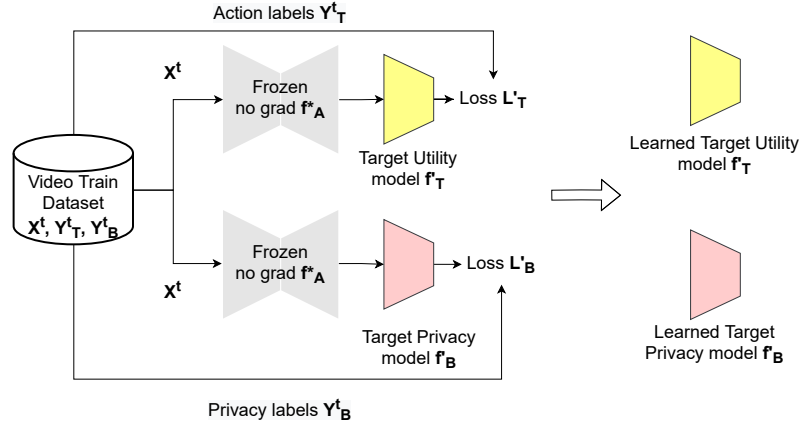 Action labels Y^t_T
X^t
Frozen
no grad f*_A
Loss L'_T
Target Utility
model f'_T
Video Train
Dataset
X^t, Y^t_T, Y^t_B
Frozen
no grad f*_A
X^t
Loss L'_B
Target Privacy
model f'_B
Privacy labels Y^t_B
Learned Target Utility
model f'_T
Learned Target
Privacy model f'_B